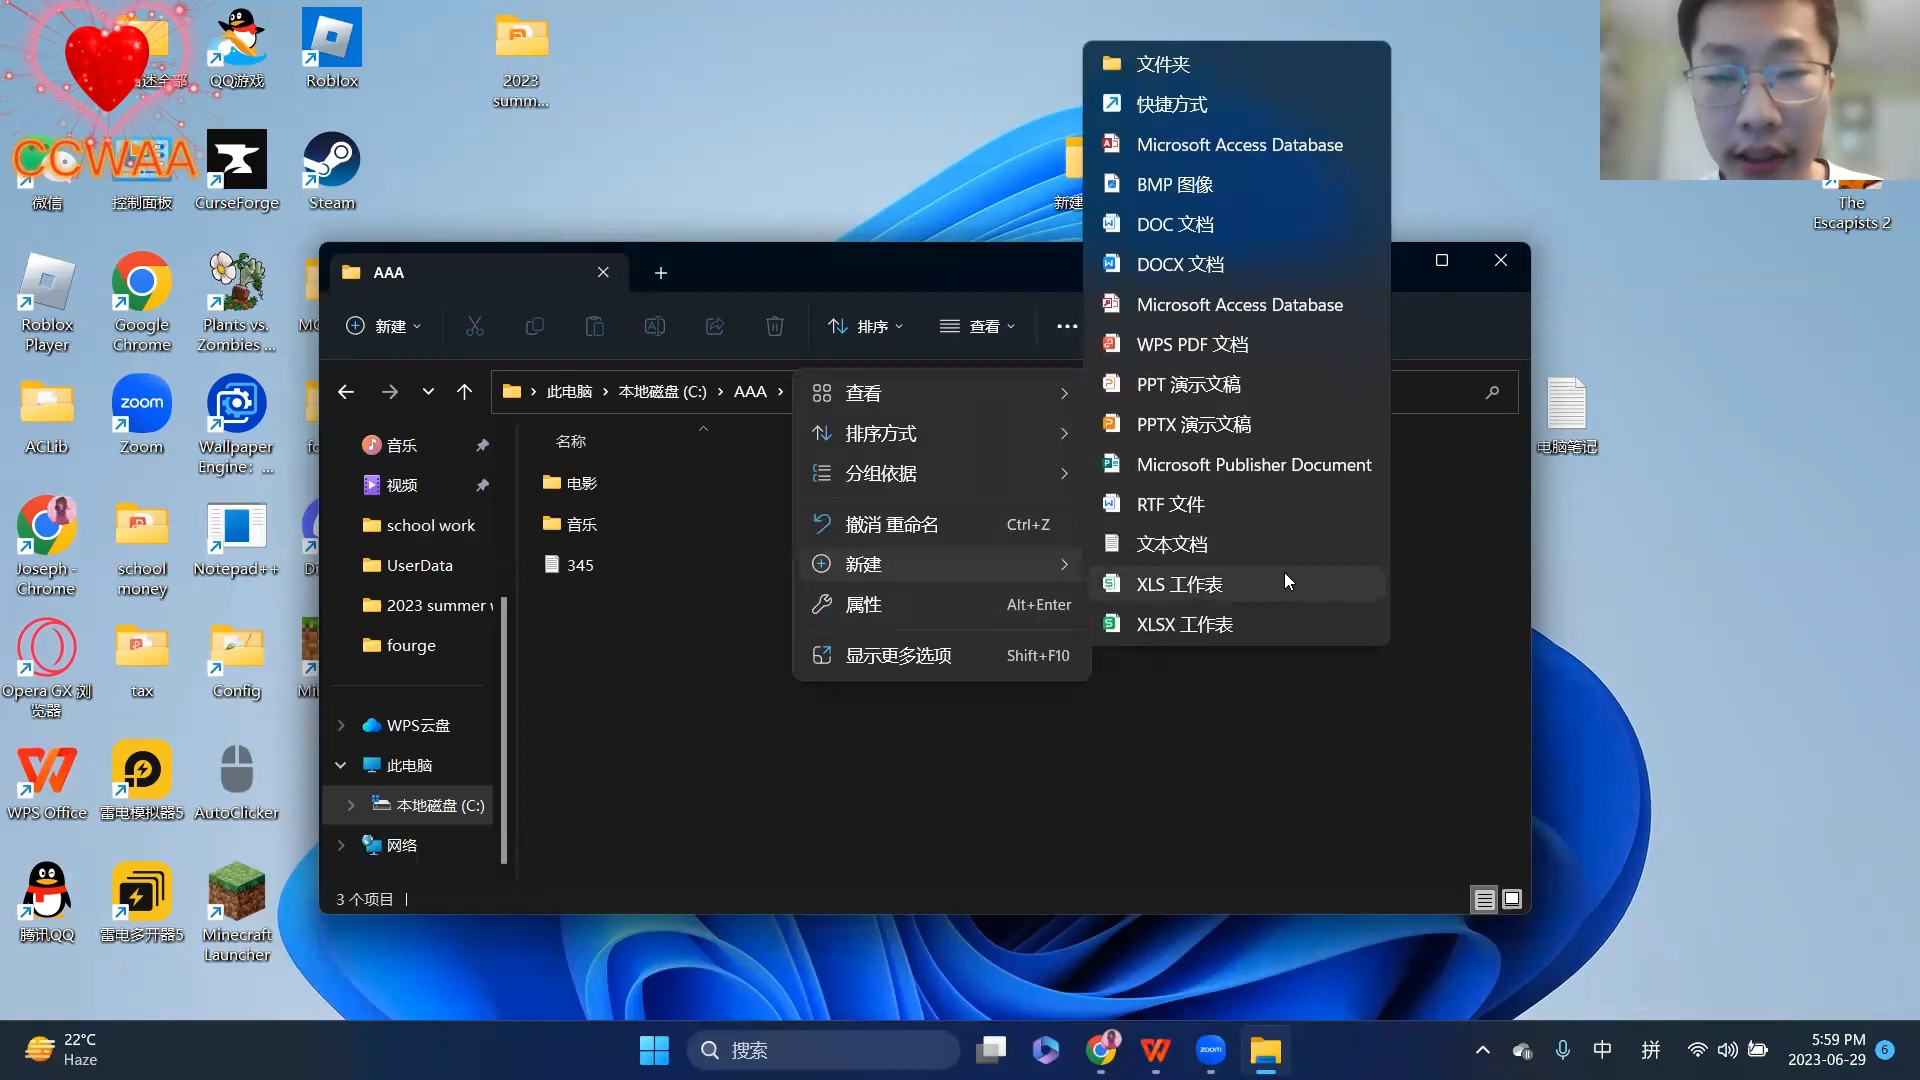 述全部
QQ游戏
Roblox
2023
summ...
CCWAA
微信
控制面板
CurseForge
Steam
新建
The
Escapists 2
Roblox
Player
Google
Chrome
Plants vs.
Zombies ...
ACLib
zoom
Zoom
Wallpaper
Engine: ...
Joseph -
Chrome
school
money
Notepad++
Opera GX 浏
览器
tax
Config
WPS Office
雷电模拟器5
AutoClicker
腾讯QQ
雷电多开器5
Minecraft
Launcher
电脑笔记
AAA
新建
排序
查看
此电脑
本地磁盘 (C:)
AAA
音乐
视频
school work
UserData
2023 summer
fourge
WPS云盘
此电脑
本地磁盘 (C:)
网络
名称
电影
音乐
345
3 个项目
查看
排序方式
分组依据
撤消 重命名 Ctrl+Z
新建
属性 Alt+Enter
显示更多选项 Shift+F10
文件夹
快捷方式
Microsoft Access Database
BMP 图像
DOC 文档
DOCX 文档
Microsoft Access Database
WPS PDF 文档
PPT 演示文稿
PPTX 演示文稿
Microsoft Publisher Document
RTF 文件
文本文档
XLS 工作表
XLSX 工作表
22°C
Haze
搜索
zoom
中
拼
5:59 PM
2023-06-29
6